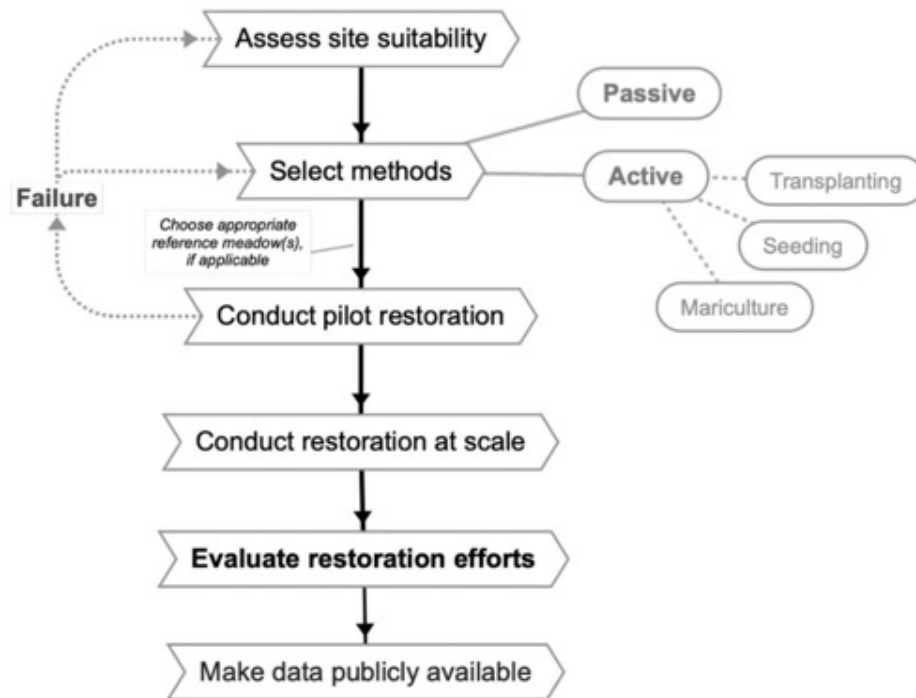 Assess site suitability
Passive
Select methods
Active
Transplanting
Failure
Choose appropriate
reference meadow(s),
if applicable
Seeding
Mariculture
Conduct pilot restoration
Conduct restoration at scale
Evaluate restoration efforts
Make data publicly available